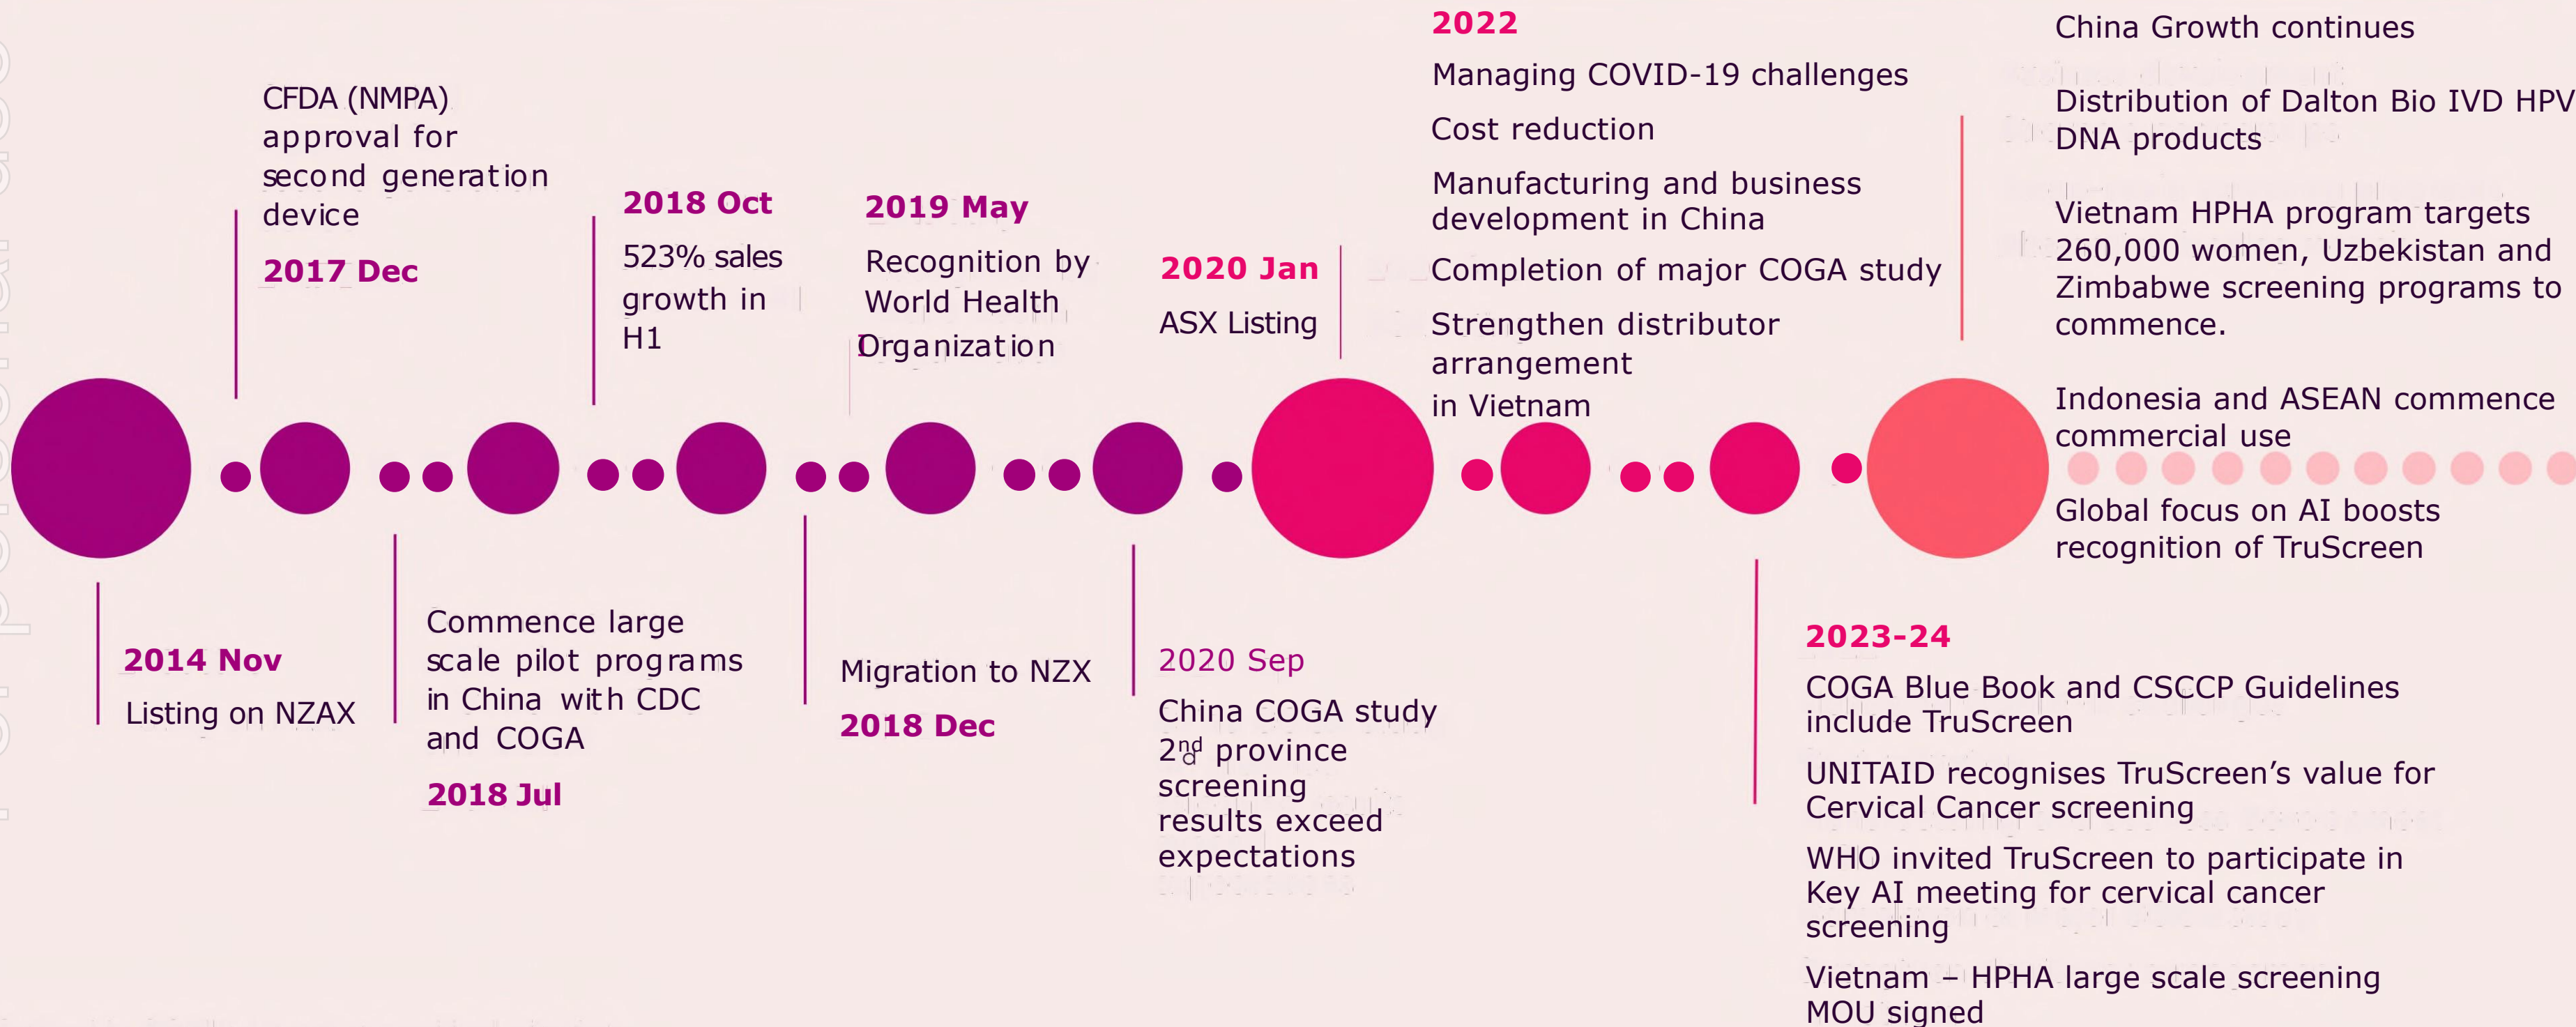 CFDA (NMPA)
approval for
second generation
device
2017 Dec
2018 Oct
523% sales
growth in
H1
2019 May
Recognition by
World Health
Organization
2020 Jan
ASX Listing
2022
Managing COVID-19 challenges
Cost reduction
Manufacturing and business
development in China
Completion of major COGA study
Strengthen distributor
arrangement
in Vietnam
China Growth continues
Distribution of Dalton Bio IVD HPV
DNA products
Vietnam HPHA program targets
260,000 women, Uzbekistan and
Zimbabwe screening programs to
commence.
Indonesia and ASEAN commence
commercial use
Global focus on AI boosts
recognition of TruScreen
2014 Nov
Listing on NZAX
Commence large
scale pilot programs
in China with CDC
and COGA
2018 Jul
Migration to NZX
2018 Dec
2020 Sep
China COGA study
2nd province
screening
results exceed
expectations
2023-24
COGA Blue Book and CSCCP Guidelines
include TruScreen
UNITAID recognises TruScreen’s value for
Cervical Cancer screening
WHO invited TruScreen to participate in
Key AI meeting for cervical cancer
screening
Vietnam – HPHA large scale screening
MOU signed